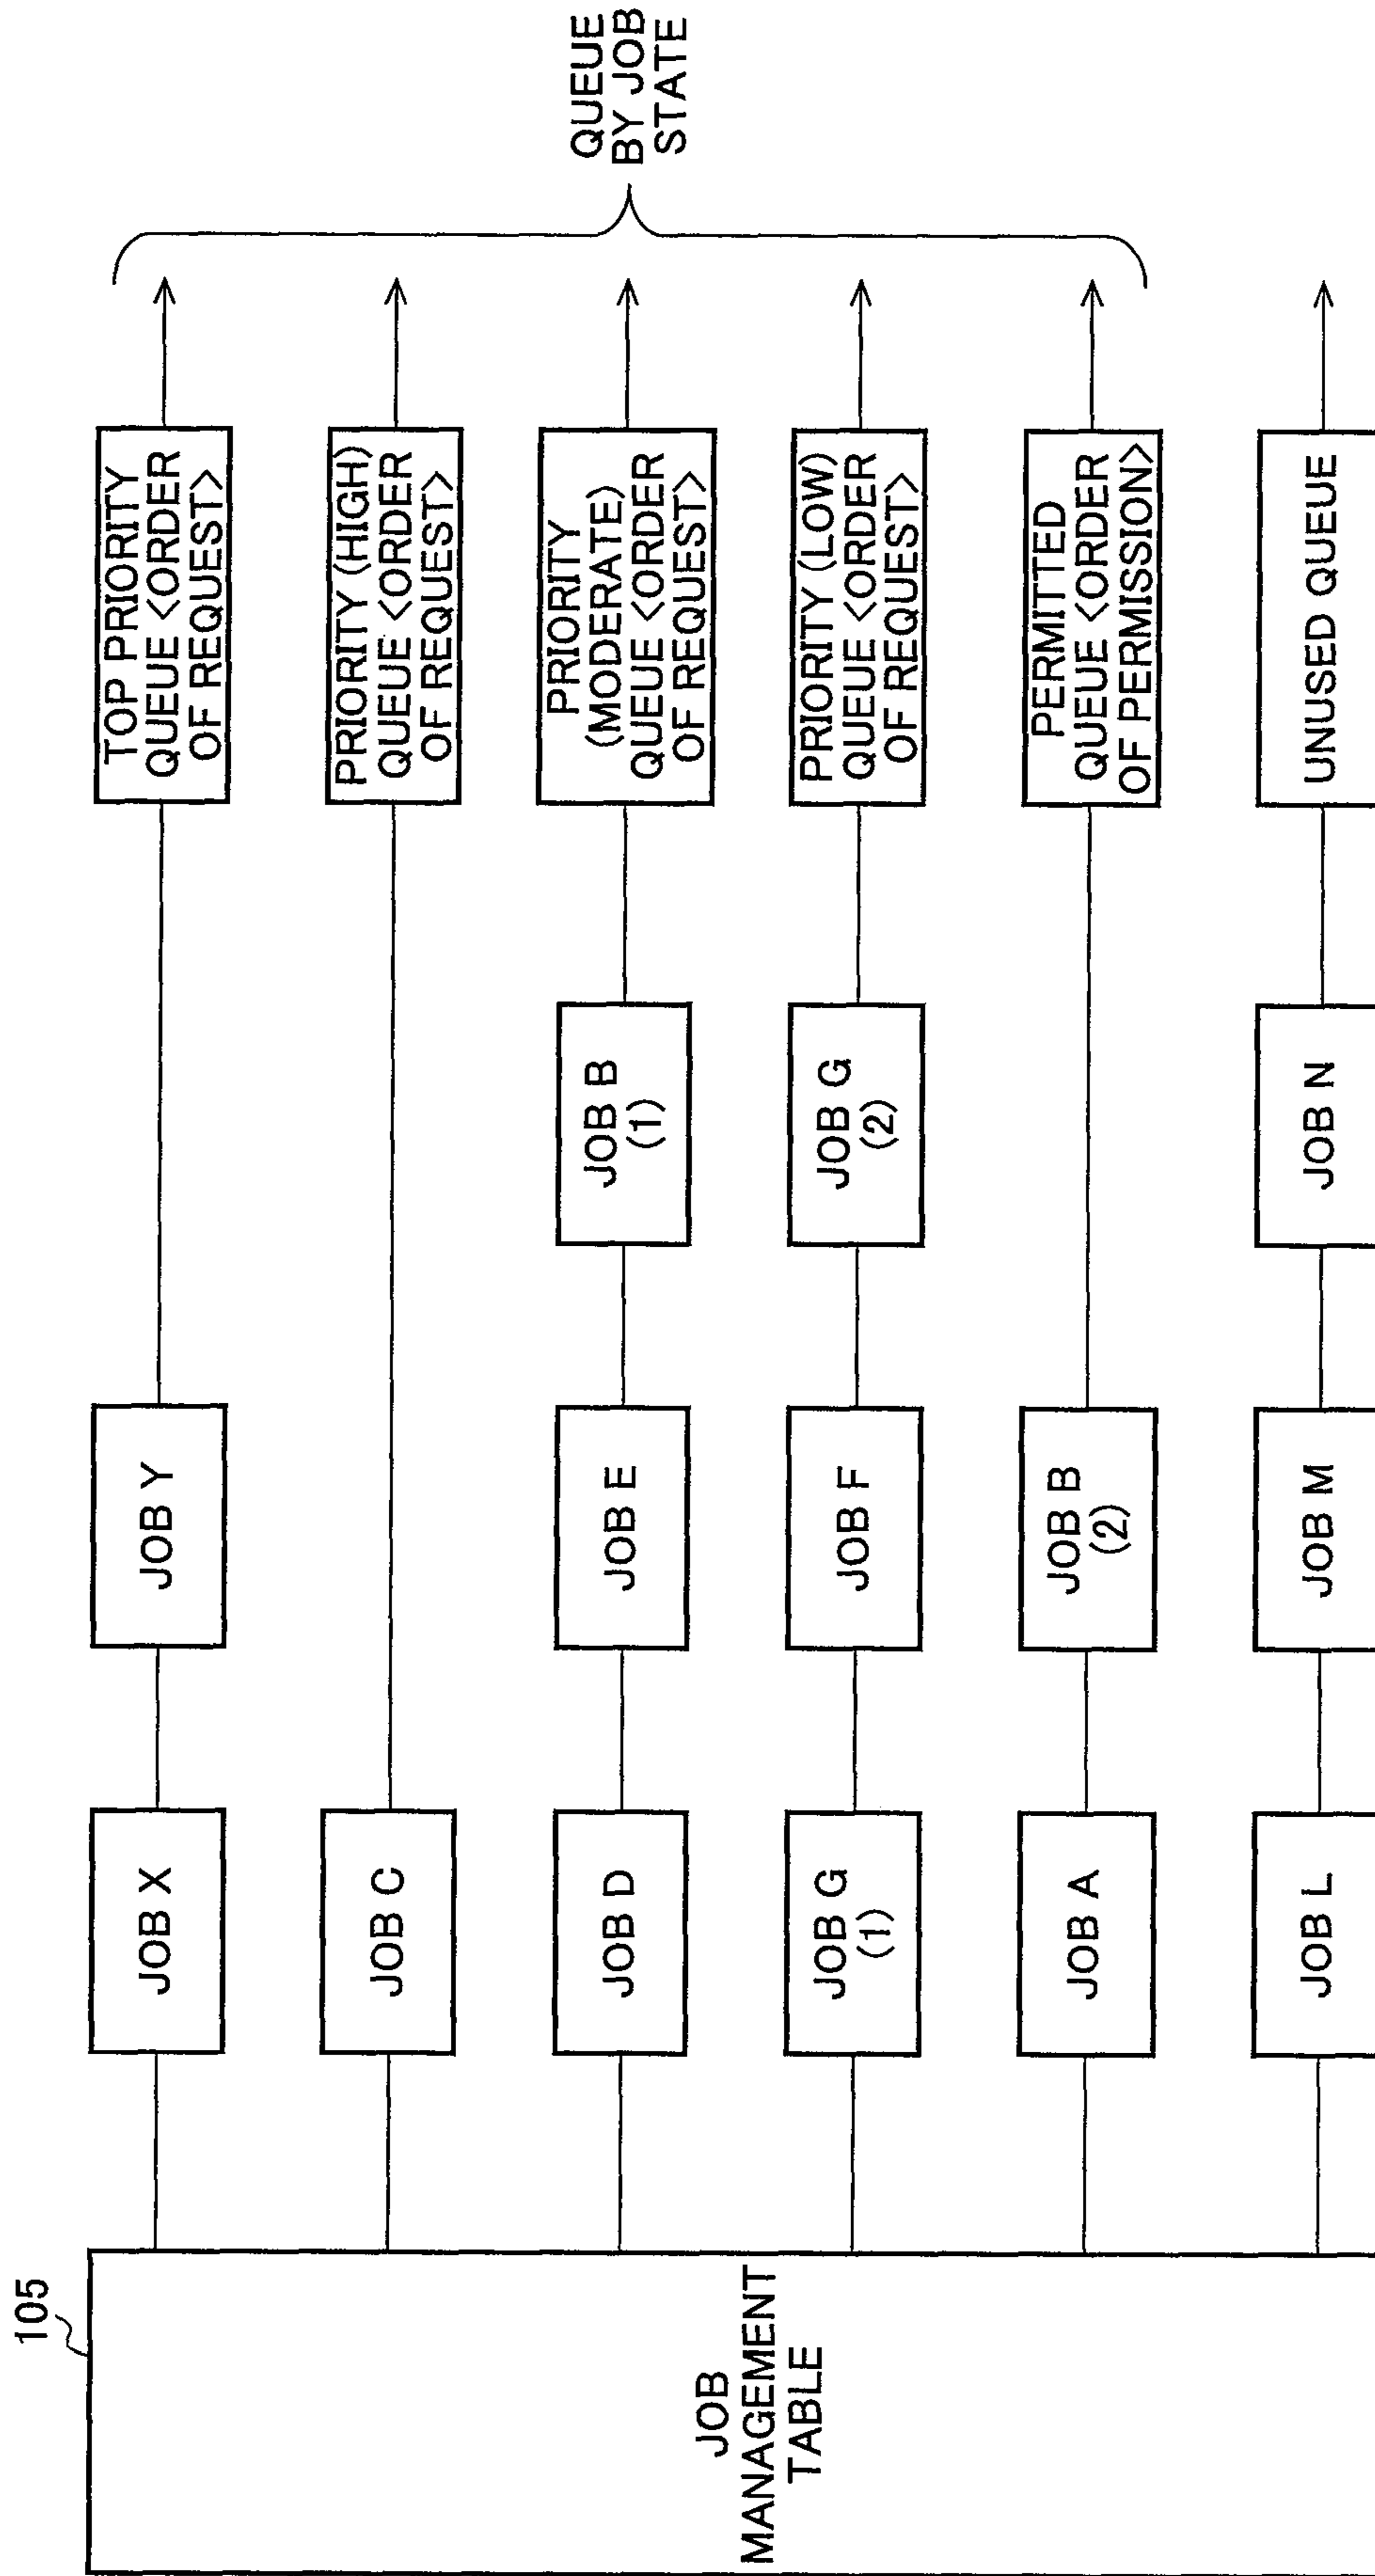 105
JOB
MANAGEMENT
TABLE
JOB X
JOB Y
TOP PRIORITY
QUEUE <ORDER
OF REQUEST>
JOB C
PRIORITY (HIGH)
QUEUE <ORDER
OF REQUEST>
JOB D
JOB E
JOB B
(1)
PRIORITY
(MODERATE)
QUEUE <ORDER
OF REQUEST>
JOB G
(1)
JOB F
JOB G
(2)
PRIORITY (LOW)
QUEUE <ORDER
OF REQUEST>
JOB A
JOB B
(2)
PERMITTED
QUEUE <ORDER
OF PERMISSION>
JOB L
JOB M
JOB N
UNUSED QUEUE
QUEUE
BY JOB
STATE